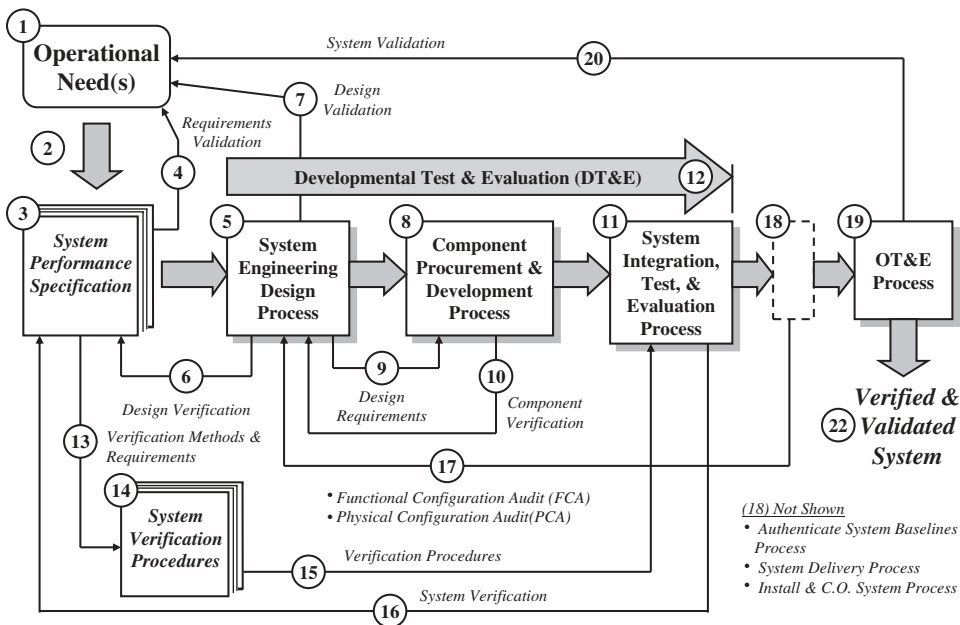 1
Operational
Need(s)
System Validation
20
2
Requirements
Validation
4
7
Design
Validation
Developmental Test & Evaluation (DT&E)
12
3
System
Performance
Specification
5
System
Engineering
Design
Process
8
Component
Procurement &
Development
Process
11
System
Integration,
Test, &
Evaluation
Process
18
19
OT&E
Process
6
Design Verification
9
Design
Requirements
10
Component
Verification
22
Verified &
Validated
System
13
Verification Methods &
Requirements
17
• Functional Configuration Audit (FCA)
• Physical Configuration Audit(PCA)
14
System
Verification
Procedures
15
Verification Procedures
16
System Verification
(18) Not Shown
• Authenticate System Baselines
Process
• System Delivery Process
• Install & C.O. System Process